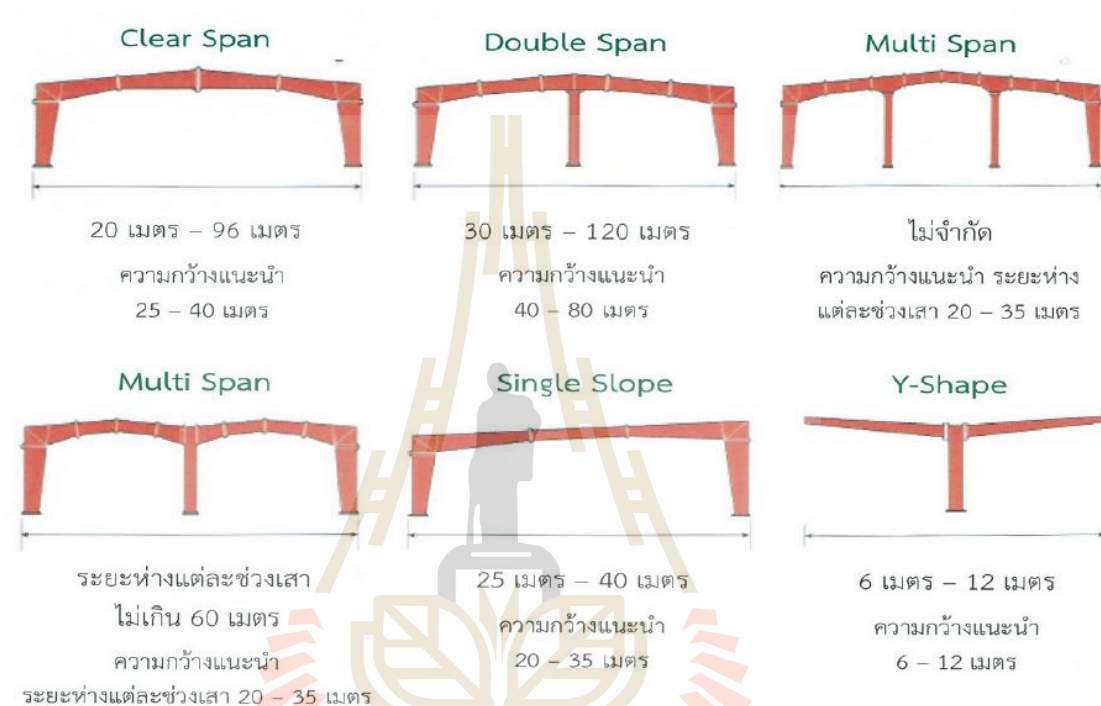 Clear Span
20 เมตร – 96 เมตร
ความกว้างแนะนำ
25 – 40 เมตร
Double Span
30 เมตร – 120 เมตร
ความกว้างแนะนำ
40 – 80 เมตร
Multi Span
ไม่จำกัด
ความกว้างแนะนำ ระยะห่าง
แต่ละช่วงเสา 20 – 35 เมตร
Multi Span
ระยะห่างแต่ละช่วงเสา
ไม่เกิน 60 เมตร
ความกว้างแนะนำ
ระยะห่างแต่ละช่วงเสา 20 – 35 เมตร
Single Slope
25 เมตร – 40 เมตร
ความกว้างแนะนำ
20 – 35 เมตร
Y-Shape
6 เมตร – 12 เมตร
ความกว้างแนะนำ
6 – 12 เมตร